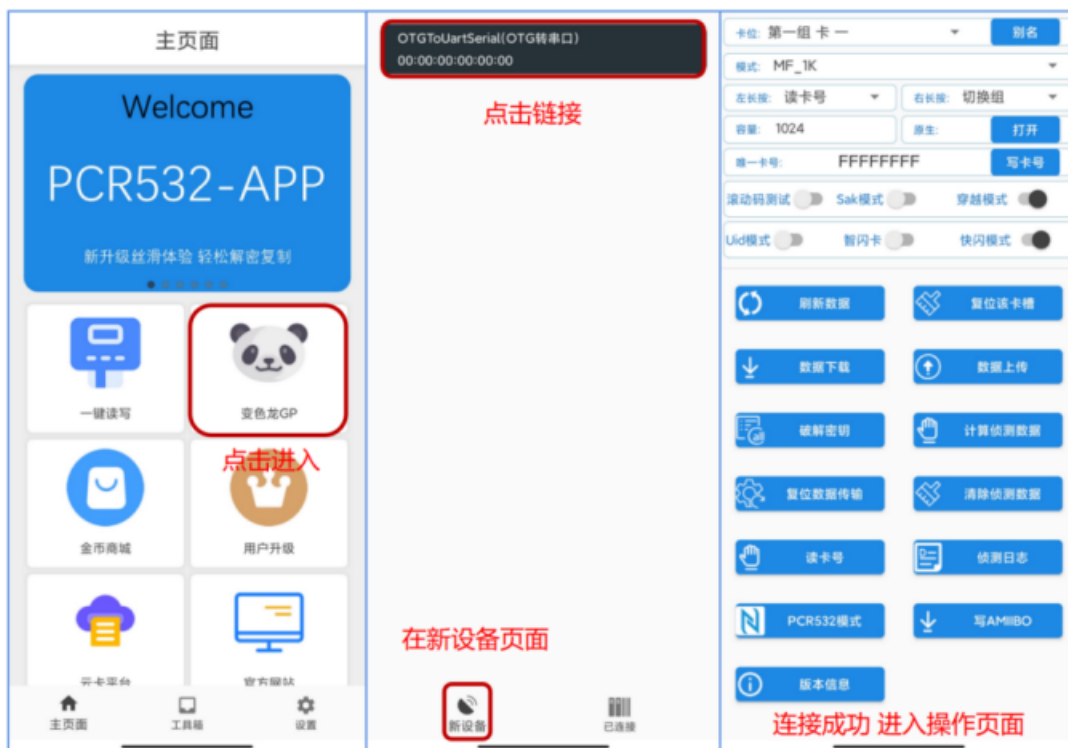 主页面
Welcome
PCR532-APP
新升级丝滑体验 轻松解密复制
一键读写
变色龙GP
点击进入
金币商城
用户升级
云卡平台
官方网站
主页面
工具箱
设置
OTGToUartSerial(OTG转串口)
00:00:00:00:00:00
点击链接
在新设备页面
新设备
已连接
卡位: 第一组 卡 一
别名
模式: MF_1K
左长按: 读卡号
右长按: 切换组
容量: 1024
原生:
打开
唯一卡号: FFFFFFFF
写卡号
滚动码测试
Sak模式
穿越模式
Uid模式
智闪卡
快闪模式
刷新数据
复位该卡槽
数据下载
数据上传
破解密钥
计算侦测数据
复位数据传输
清除侦测数据
读卡号
侦测日志
PCR532模式
写AMIIBO
版本信息
连接成功 进入操作页面